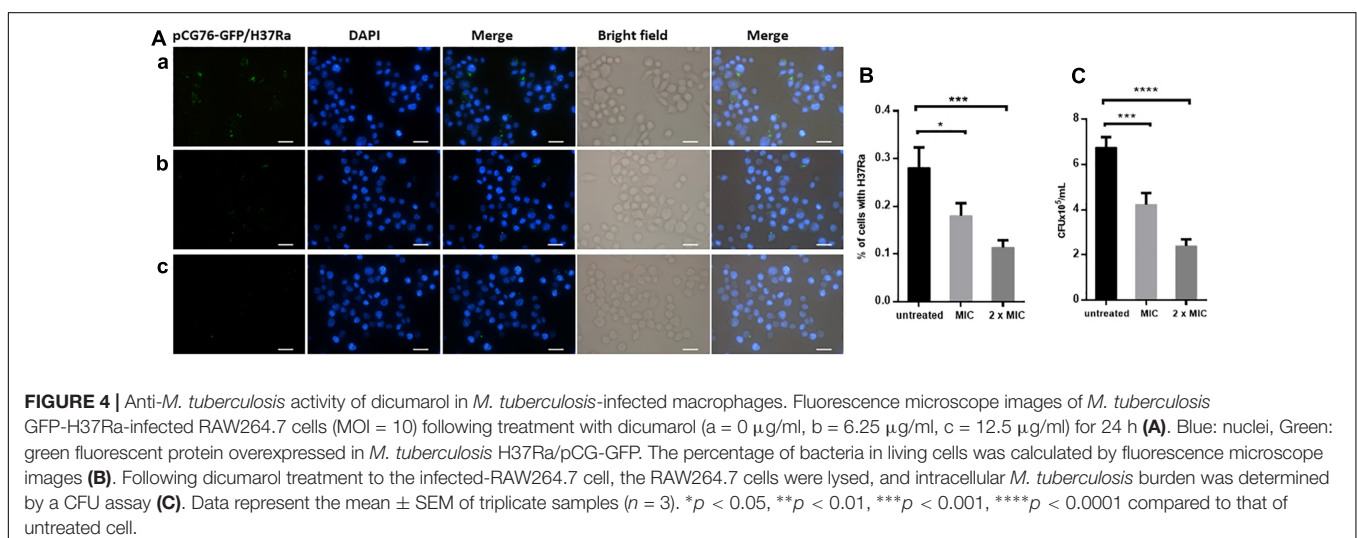 A
pCG76-GFP/H37Ra DAPI Merge Bright field Merge
a
b
c
B
% of cells with H37Ra
0.4
0.3
0.2
0.1
0.0
***
*
untreated MIC 2 x MIC
C
CFUx10⁵/mL
8
6
4
2
0
****
***
untreated MIC 2 x MIC
FIGURE 4 | Anti-M. tuberculosis activity of dicumarol in M. tuberculosis-infected macrophages. Fluorescence microscope images of M. tuberculosis
GFP-H37Ra-infected RAW264.7 cells (MOI = 10) following treatment with dicumarol (a = 0 μg/ml, b = 6.25 μg/ml, c = 12.5 μg/ml) for 24 h (A). Blue: nuclei, Green:
green fluorescent protein overexpressed in M. tuberculosis H37Ra/pCG-GFP. The percentage of bacteria in living cells was calculated by fluorescence microscope
images (B). Following dicumarol treatment to the infected-RAW264.7 cell, the RAW264.7 cells were lysed, and intracellular M. tuberculosis burden was determined
by a CFU assay (C). Data represent the mean ± SEM of triplicate samples (n = 3). *p < 0.05, **p < 0.01, ***p < 0.001, ****p < 0.0001 compared to that of
untreated cell.